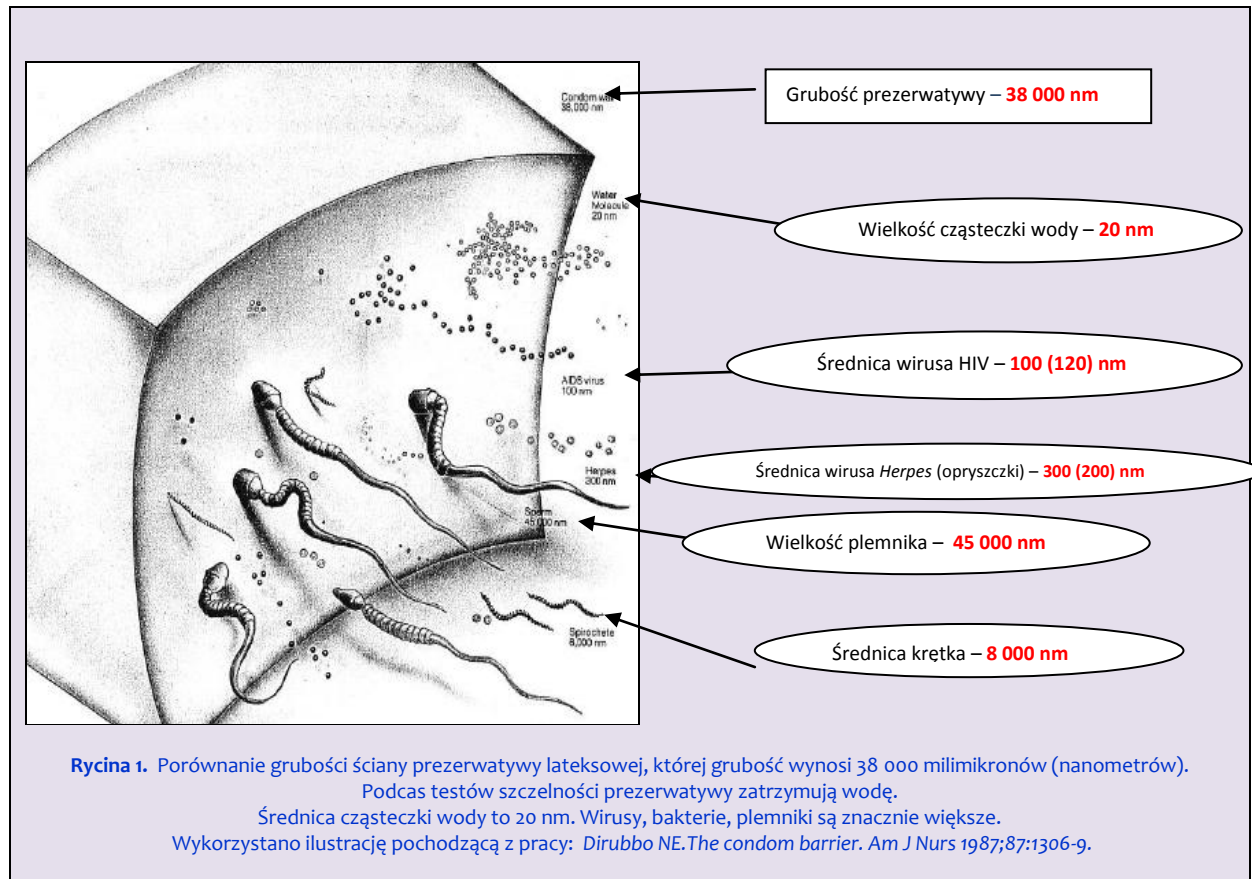 Condom wall
38,000 nm
Grubość prezerwatywy – 38 000 nm
Water
Molecule
20 nm
Wielkość cząsteczki wody – 20 nm
AIDS virus
100 nm
Średnica wirusa HIV – 100 (120) nm
Herpes
300 nm
Średnica wirusa Herpes (opryszczki) – 300 (200) nm
Sperm
45,000 nm
Wielkość plemnika – 45 000 nm
Spirochete
8,000 nm
Średnica krętka – 8 000 nm
Rycina 1. Porównanie grubości ściany prezerwatywy lateksowej, której grubość wynosi 38 000 milimikronów (nanometrów).
Podcas testów szczelności prezerwatywy zatrzymują wodę.
Średnica cząsteczki wody to 20 nm. Wirusy, bakterie, plemniki są znacznie większe.
Wykorzystano ilustrację pochodzącą z pracy: Dirubbo NE.The condom barrier. Am J Nurs 1987;87:1306-9.